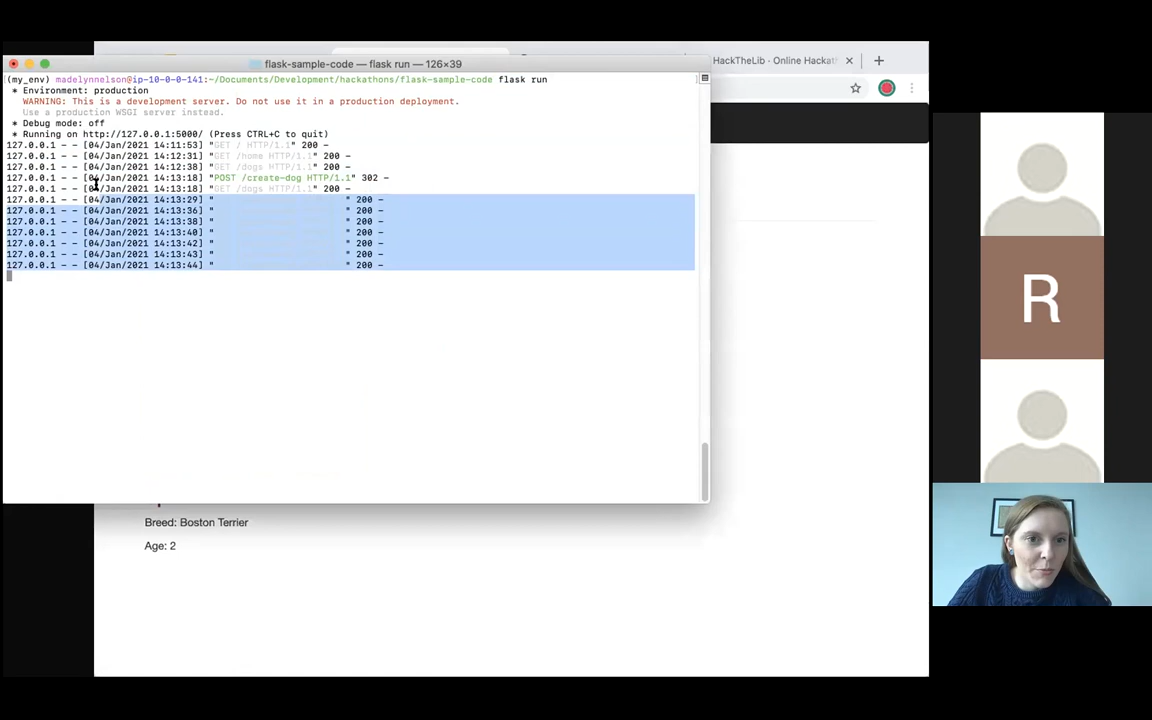 flask-sample-code — flask run — 126×39
HackTheLib - Online Hackat
(my_env) madelynnelson@ip-10-0-0-141:~/Documents/Development/hackathons/flask-sample-code flask run
* Environment: production
WARNING: This is a development server. Do not use it in a production deployment.
Use a production WSGI server instead.
* Debug mode: off
* Running on http://127.0.0.1:5000/ (Press CTRL+C to quit)
127.0.0.1 - - [04/Jan/2021 14:11:53] "GET / HTTP/1.1" 200 -
127.0.0.1 - - [04/Jan/2021 14:12:31] "GET /home HTTP/1.1" 200 -
127.0.0.1 - - [04/Jan/2021 14:12:38] "GET /dogs HTTP/1.1" 200 -
127.0.0.1 - - [04/Jan/2021 14:13:18] "POST /create-dog HTTP/1.1" 302 -
127.0.0.1 - - [04/Jan/2021 14:13:18] "GET /dogs HTTP/1.1" 200 -
127.0.0.1 - - [04/Jan/2021 14:13:29] " " 200 -
127.0.0.1 - - [04/Jan/2021 14:13:36] " " 200 -
127.0.0.1 - - [04/Jan/2021 14:13:38] " " 200 -
127.0.0.1 - - [04/Jan/2021 14:13:40] " " 200 -
127.0.0.1 - - [04/Jan/2021 14:13:42] " " 200 -
127.0.0.1 - - [04/Jan/2021 14:13:43] " " 200 -
127.0.0.1 - - [04/Jan/2021 14:13:44] " " 200 -
Breed: Boston Terrier
Age: 2
R